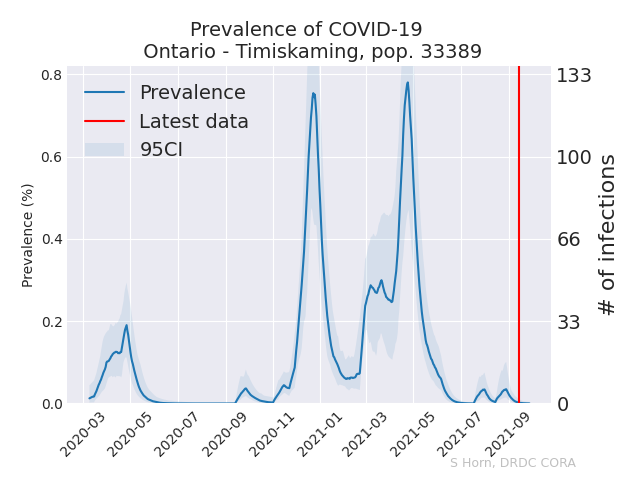 Prevalence of COVID-19
Ontario - Timiskaming, pop. 33389
Prevalence
Latest data
95CI
Prevalence (%)
0.8
0.6
0.4
0.2
0.0
133
100
66
33
0
# of infections
2020-03
2020-05
2020-07
2020-09
2020-11
2021-01
2021-03
2021-05
2021-07
2021-09
S Horn, DRDC CORA